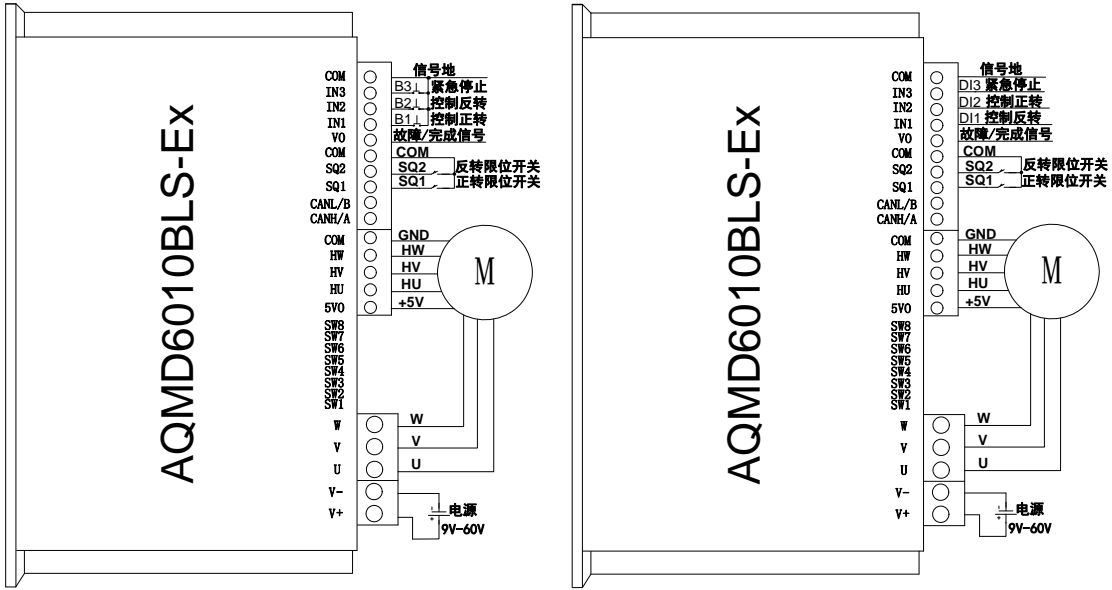 AQMD6010BLS-Ex
COM
IN3
IN2
IN1
VO
COM
SQ2
SQ1
CANL/B
CANH/A
COM
HW
HV
HU
5VO
SW8
SW7
SW6
SW5
SW4
SW3
SW2
SW1
W
V
U
V-
V+
信号地
B3 紧急停止
B2 控制反转
B1 控制正转
故障/完成信号
COM
SQ2 反转限位开关
SQ1 正转限位开关
GND
HW
HV
HU
+5V
M
W
V
U
电源
9V-60V
AQMD6010BLS-Ex
COM
IN3
IN2
IN1
VO
COM
SQ2
SQ1
CANL/B
CANH/A
COM
HW
HV
HU
5VO
SW8
SW7
SW6
SW5
SW4
SW3
SW2
SW1
W
V
U
V-
V+
信号地
DI3 紧急停止
DI2 控制正转
DI1 控制反转
故障/完成信号
COM
SQ2 反转限位开关
SQ1 正转限位开关
GND
HW
HV
HU
+5V
M
W
V
U
电源
9V-60V